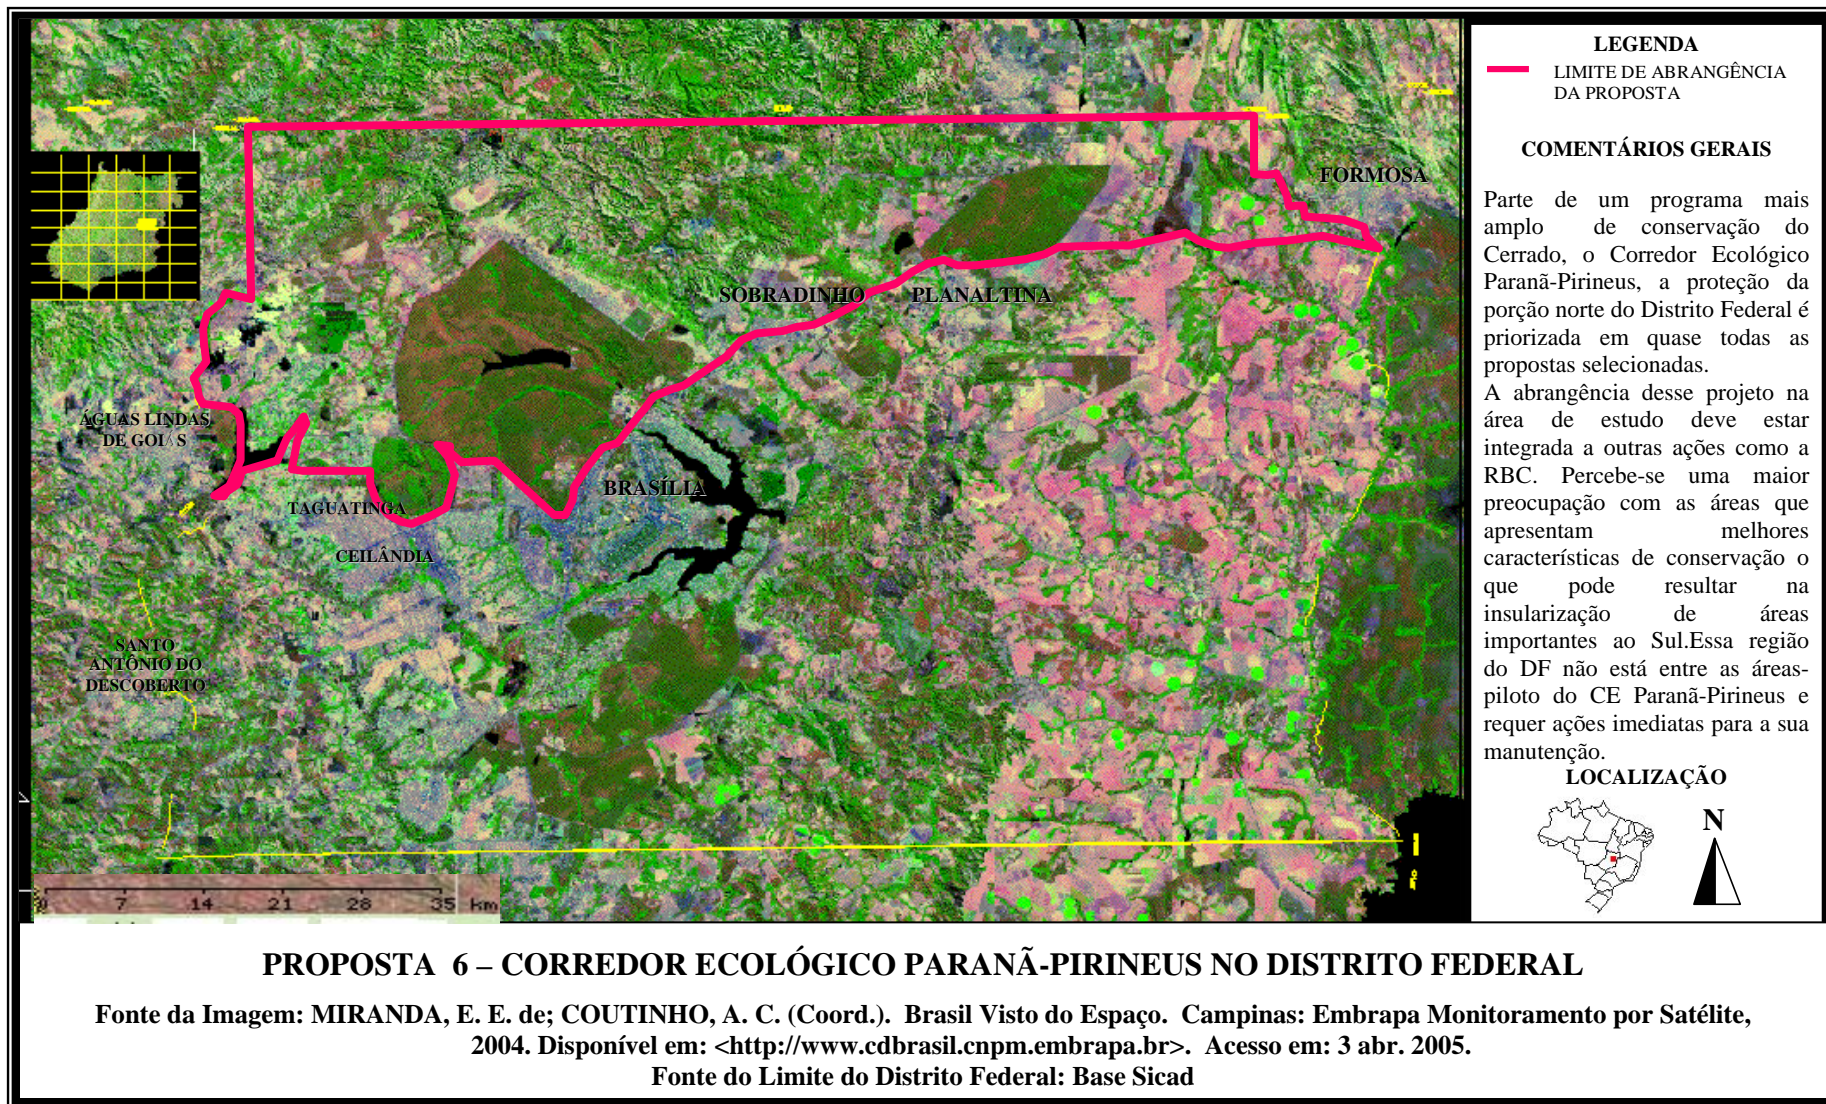 LEGENDA
LIMITE DE ABRANGÊNCIA
DA PROPOSTA
COMENTÁRIOS GERAIS
Parte de um programa mais
amplo de conservação do
Cerrado, o Corredor Ecológico
Paranã-Pirineus, a proteção da
porção norte do Distrito Federal é
priorizada em quase todas as
propostas selecionadas.
A abrangência desse projeto na
área de estudo deve estar
integrada a outras ações como a
RBC. Percebe-se uma maior
preocupação com as áreas que
apresentam melhores
características de conservação o
que pode resultar na
insularização de áreas
importantes ao Sul.Essa região
do DF não está entre as áreas-
piloto do CE Paranã-Pirineus e
requer ações imediatas para a sua
manutenção.
LOCALIZAÇÃO
N
FORMOSA
SOBRADINHO
PLANALTINA
ÁGUAS LINDAS
DE GOIÁS
BRASÍLIA
TAGUATINGA
CEILÂNDIA
SANTO
ANTÔNIO DO
DESCOBERTO
0 7 14 21 28 35 km
PROPOSTA 6 – CORREDOR ECOLÓGICO PARANÃ-PIRINEUS NO DISTRITO FEDERAL
Fonte da Imagem: MIRANDA, E. E. de; COUTINHO, A. C. (Coord.). Brasil Visto do Espaço. Campinas: Embrapa Monitoramento por Satélite,
2004. Disponível em: <http://www.cdbrasil.cnpm.embrapa.br>. Acesso em: 3 abr. 2005.
Fonte do Limite do Distrito Federal: Base Sicad